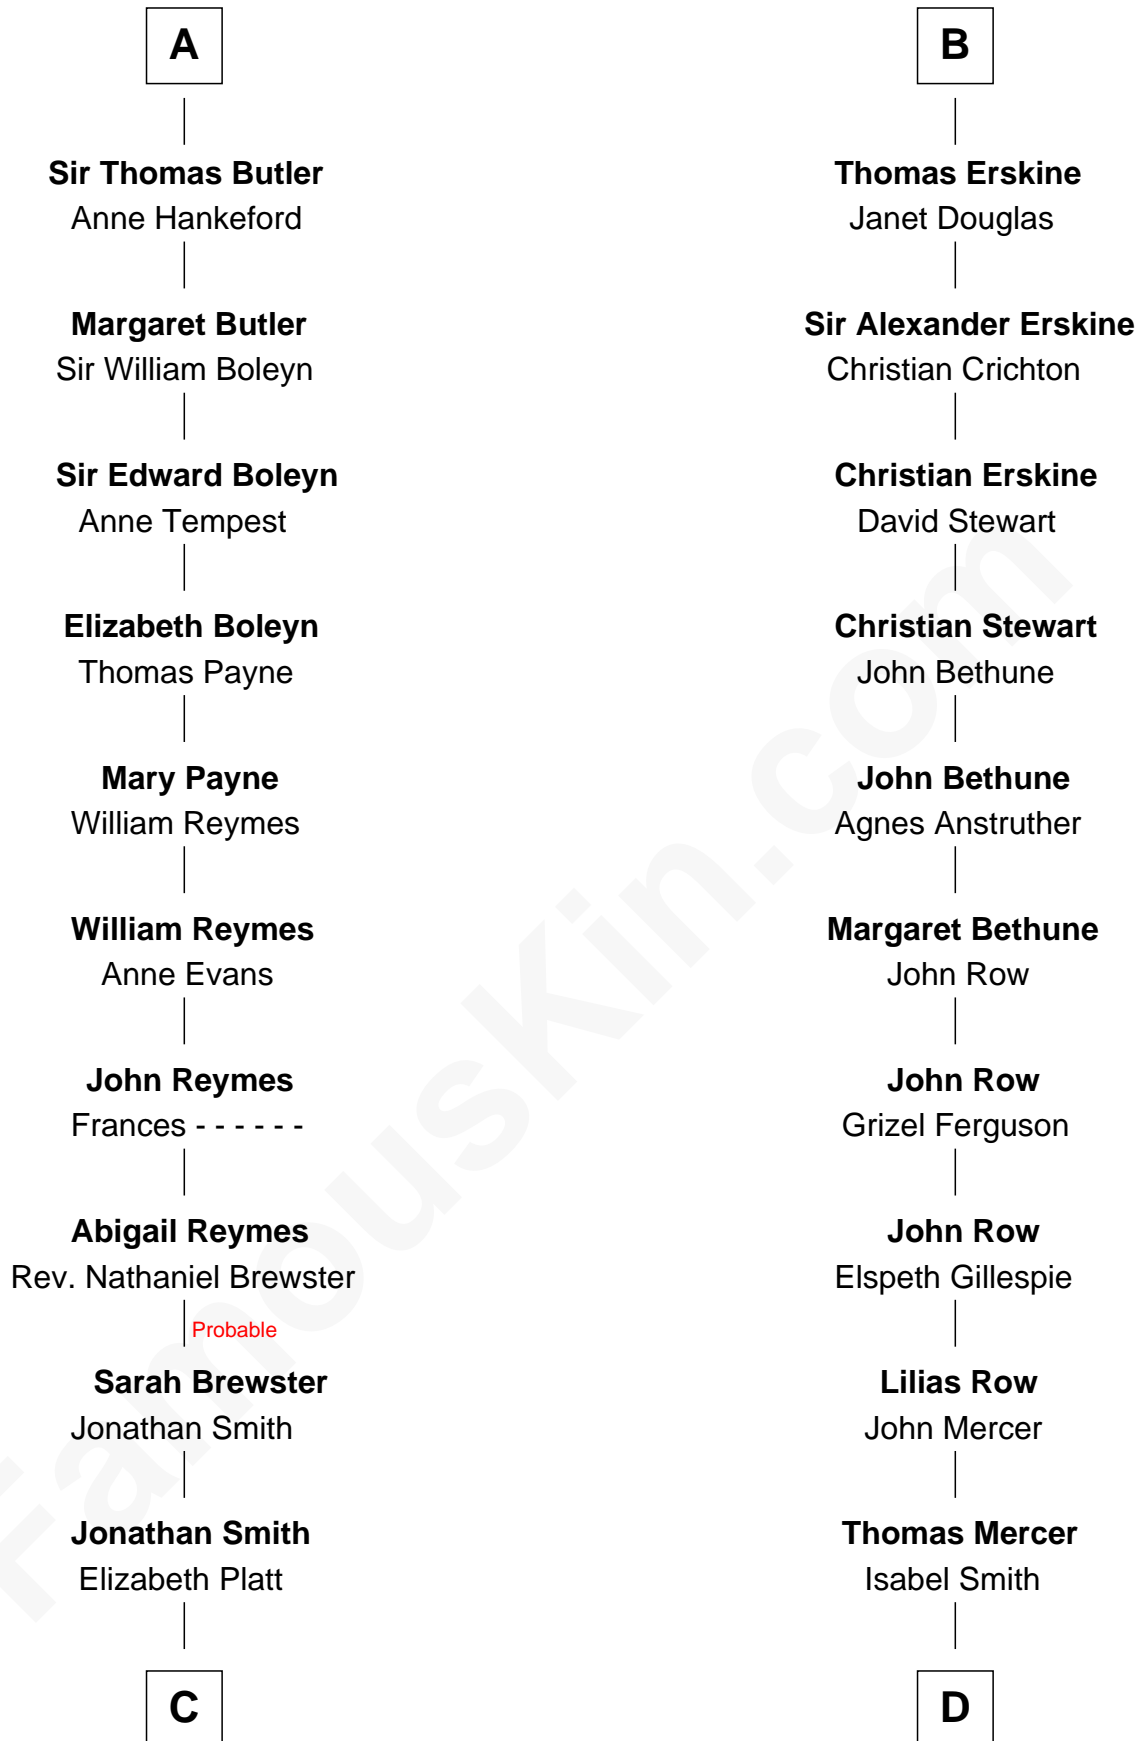 A
Sir Thomas Butler
Anne Hankeford
Margaret Butler
Sir William Boleyn
Sir Edward Boleyn
Anne Tempest
Elizabeth Boleyn
Thomas Payne
Mary Payne
William Reymes
William Reymes
Anne Evans
John Reymes
Frances - - - - - -
Abigail Reymes
Rev. Nathaniel Brewster
Probable
Sarah Brewster
Jonathan Smith
Jonathan Smith
Elizabeth Platt
C
B
Thomas Erskine
Janet Douglas
Sir Alexander Erskine
Christian Crichton
Christian Erskine
David Stewart
Christian Stewart
John Bethune
John Bethune
Agnes Anstruther
Margaret Bethune
John Row
John Row
Grizel Ferguson
John Row
Elspeth Gillespie
Lilias Row
John Mercer
Thomas Mercer
Isabel Smith
D
FamousKin.com